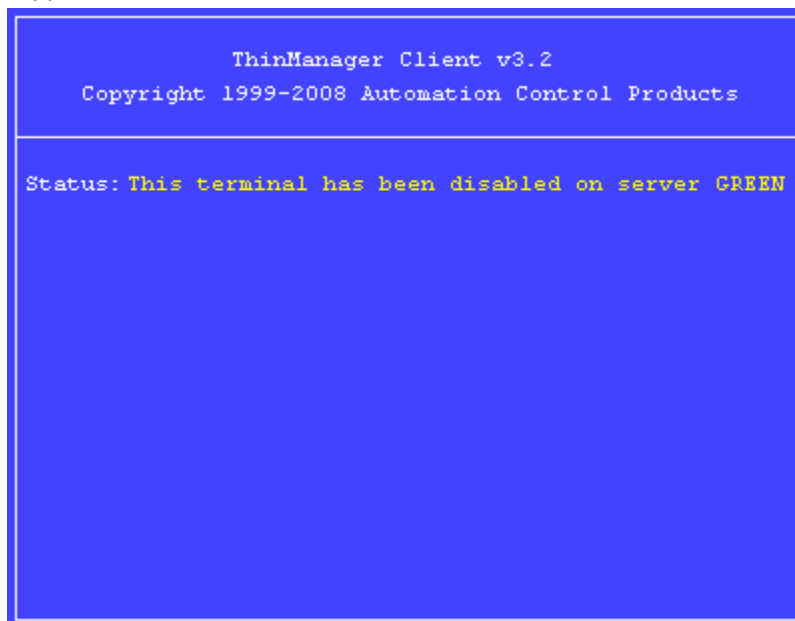 ThinManager Client v3.2
Copyright 1999-2008 Automation Control Products
Status: This terminal has been disabled on server GREEN